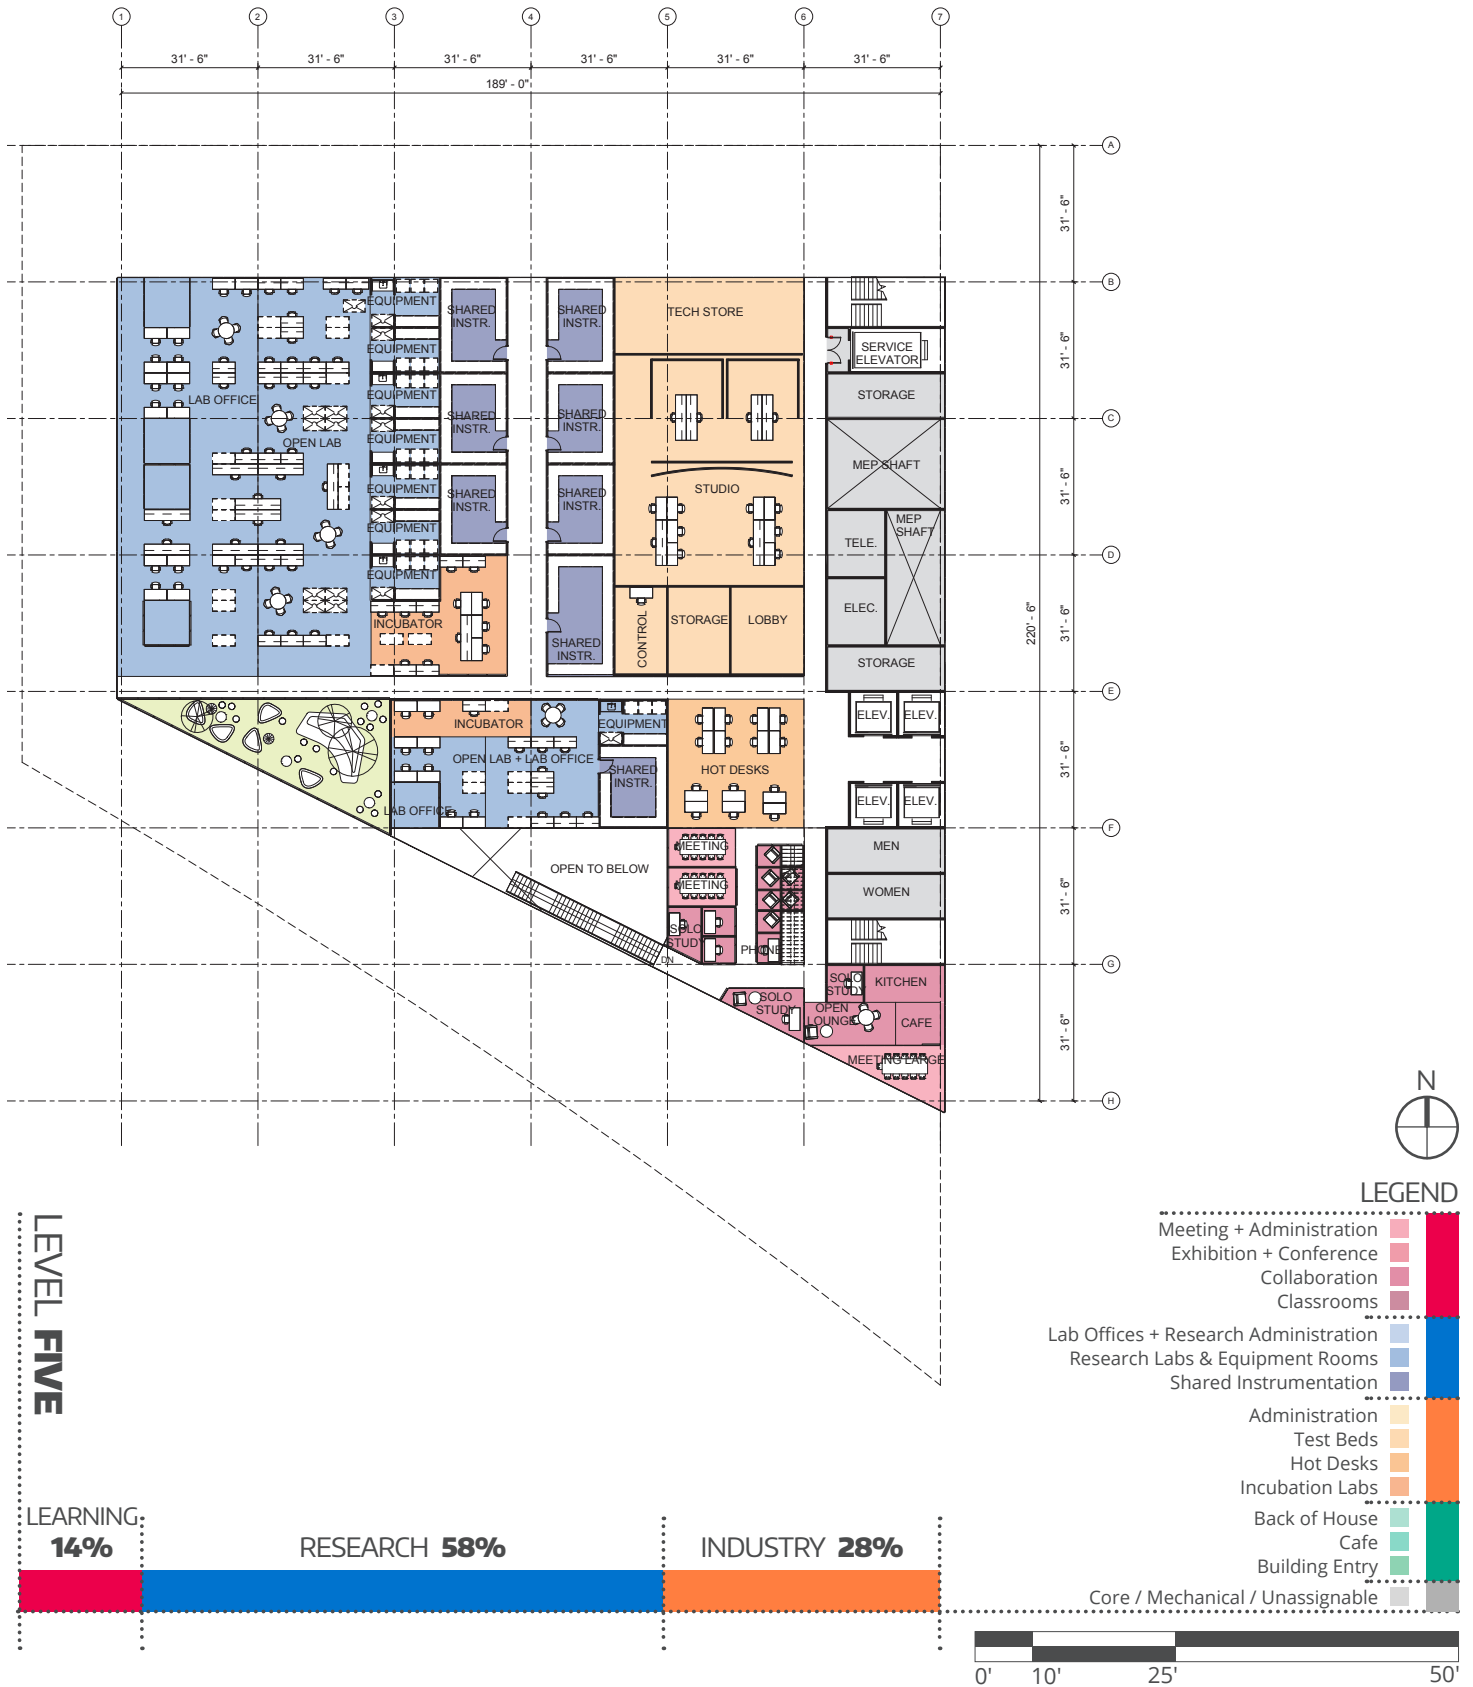 1 2 3 4 5 6 7
31' - 6" 31' - 6" 31' - 6" 31' - 6" 31' - 6" 31' - 6"
189' - 0"
A
31' - 6"
B
EQUIPMENT
SHARED
INSTR.
SHARED
INSTR.
TECH STORE
31' - 6"
EQUIPMENT
SERVICE
ELEVATOR
LAB OFFICE
EQUIPMENT
STORAGE
C
SHARED
INSTR.
SHARED
INSTR.
OPEN LAB
EQUIPMENT
MEP SHAFT
31' - 6"
EQUIPMENT
SHARED
INSTR.
SHARED
INSTR.
STUDIO
EQUIPMENT
MEP
SHAFT
TELE.
D
EQUIPMENT
ELEC.
220' - 6"
31' - 6"
INCUBATOR
SHARED
INSTR.
CONTROL
STORAGE
LOBBY
STORAGE
E
INCUBATOR
EQUIPMENT
ELEV.
ELEV.
31' - 6"
OPEN LAB + LAB OFFICE
SHARED
INSTR.
HOT DESKS
LAB OFFICE
ELEV.
ELEV.
F
MEETING
MEN
OPEN TO BELOW
MEETING
WOMEN
31' - 6"
SOLO
STUDY
PHONE
DN
G
SOLO
STUDY
KITCHEN
SOLO
STUDY
OPEN
LOUNGE
CAFE
31' - 6"
MEETING LARGE
H
N
LEVEL FIVE
LEGEND
Meeting + Administration
Exhibition + Conference
Collaboration
Classrooms
Lab Offices + Research Administration
Research Labs & Equipment Rooms
Shared Instrumentation
Administration
Test Beds
Hot Desks
Incubation Labs
Back of House
Cafe
Building Entry
Core / Mechanical / Unassignable
LEARNING
14%
RESEARCH 58%
INDUSTRY 28%
0' 10' 25' 50'